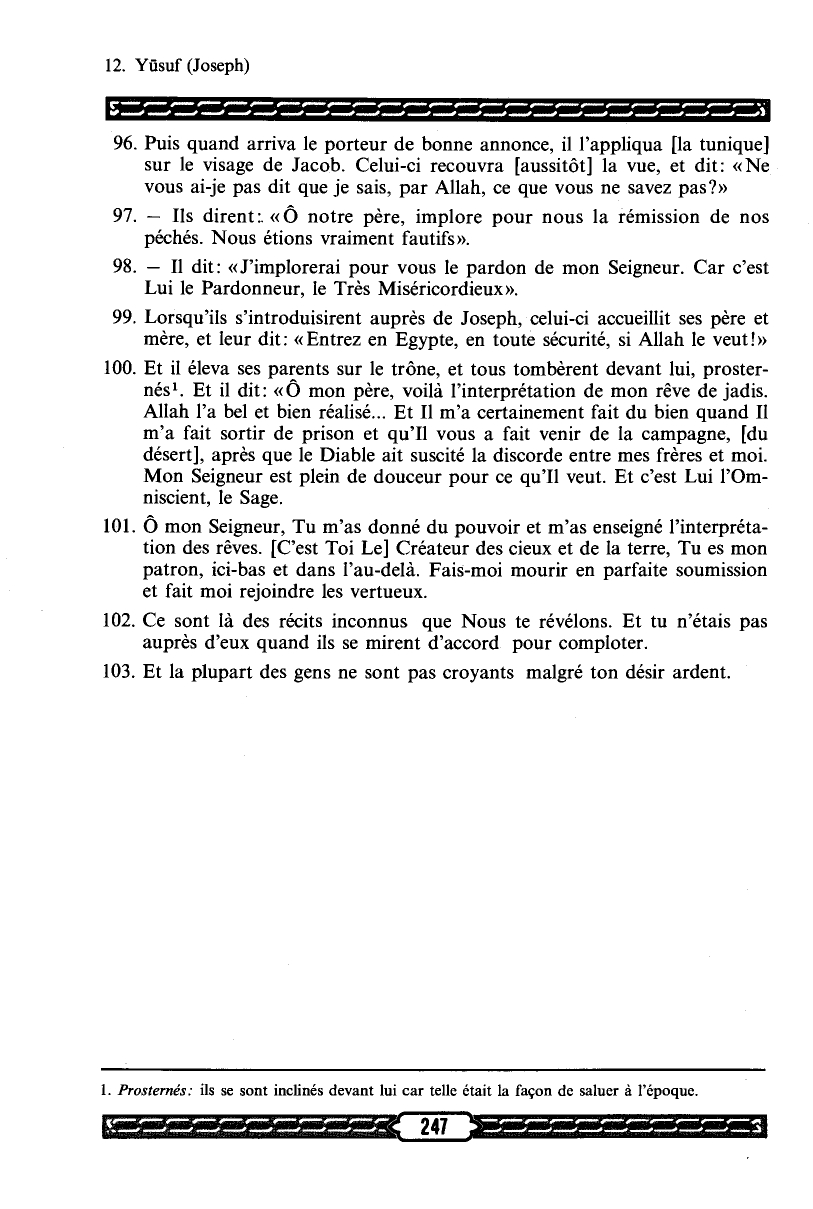 12. Yūsuf (Joseph)
96. Puis quand arriva le porteur de bonne annonce, il l'appliqua [la tunique]
sur le visage de Jacob. Celui-ci recouvra [aussitôt] la vue, et dit: «Ne
vous ai-je pas dit que je sais, par Allah, ce que vous ne savez pas?»
97. — Ils dirent: «Ô notre père, implore pour nous la rémission de nos
péchés. Nous étions vraiment fautifs».
98. — Il dit: «J'implorerai pour vous le pardon de mon Seigneur. Car c'est
Lui le Pardonneur, le Très Miséricordieux».
99. Lorsqu'ils s'introduisirent auprès de Joseph, celui-ci accueillit ses père et
mère, et leur dit: «Entrez en Egypte, en toute sécurité, si Allah le veut!»
100. Et il éleva ses parents sur le trône, et tous tombèrent devant lui, proster-
nés¹. Et il dit: «Ô mon père, voilà l'interprétation de mon rêve de jadis.
Allah l'a bel et bien réalisé... Et Il m'a certainement fait du bien quand Il
m'a fait sortir de prison et qu'Il vous a fait venir de la campagne, [du
désert], après que le Diable ait suscité la discorde entre mes frères et moi.
Mon Seigneur est plein de douceur pour ce qu'Il veut. Et c'est Lui l'Om-
niscient, le Sage.
101. Ô mon Seigneur, Tu m'as donné du pouvoir et m'as enseigné l'interpréta-
tion des rêves. [C'est Toi Le] Créateur des cieux et de la terre, Tu es mon
patron, ici-bas et dans l'au-delà. Fais-moi mourir en parfaite soumission
et fait moi rejoindre les vertueux.
102. Ce sont là des récits inconnus que Nous te révélons. Et tu n'étais pas
auprès d'eux quand ils se mirent d'accord pour comploter.
103. Et la plupart des gens ne sont pas croyants malgré ton désir ardent.
1. Prosternés: ils se sont inclinés devant lui car telle était la façon de saluer à l'époque.
247